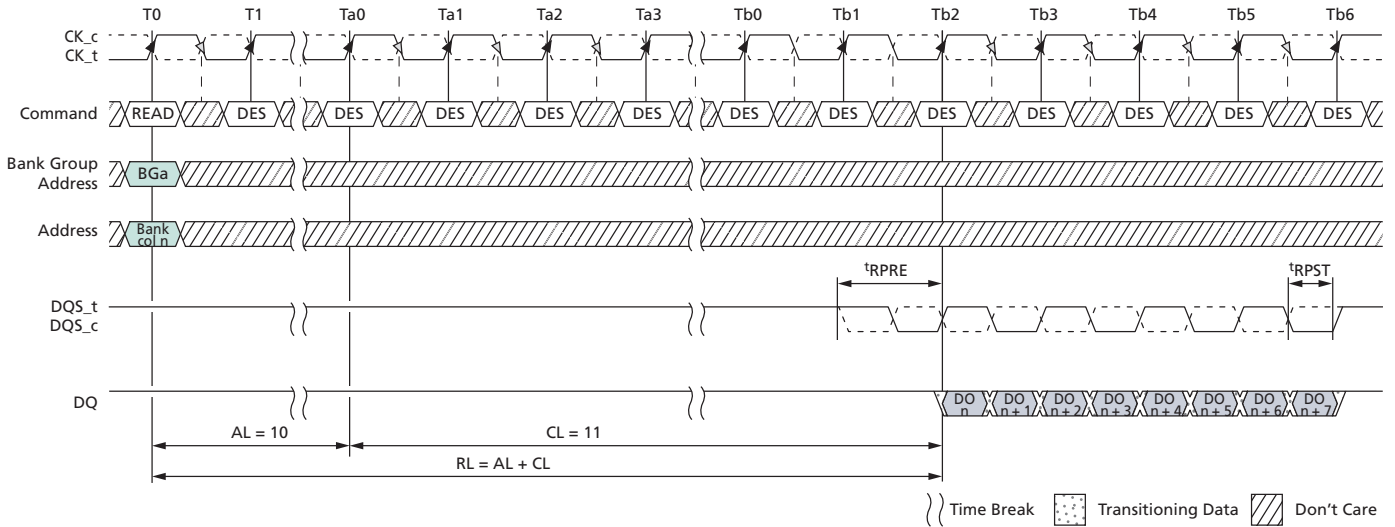 T0 T1 Ta0 Ta1 Ta2 Ta3 Tb0 Tb1 Tb2 Tb3 Tb4 Tb5 Tb6
CK_c
CK_t
Command READ DES DES DES DES DES DES DES DES DES DES DES DES
Bank Group
Address
BGa
Address
Bank
col n
tRPRE tRPST
DQS_t
DQS_c
DQ
DO n
DO n + 1
DO n + 2
DO n + 3
DO n + 4
DO n + 5
DO n + 6
DO n + 7
AL = 10 CL = 11
RL = AL + CL
Time Break Transitioning Data Don't Care